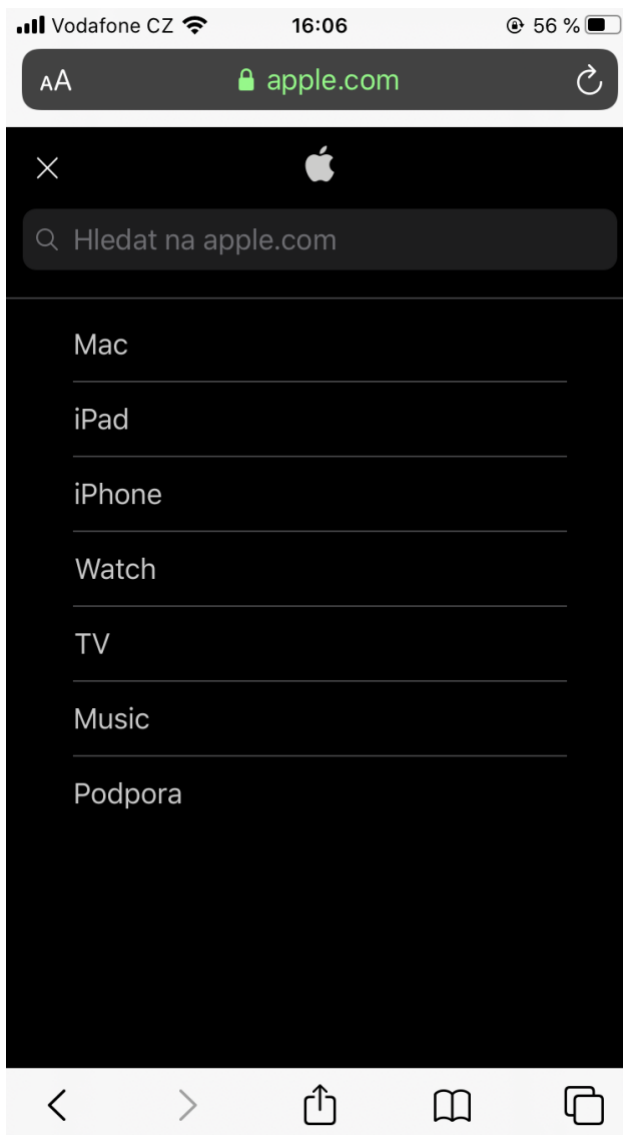 Vodafone CZ 16:06 56 %
AA apple.com
Hledat na apple.com
Mac
iPad
iPhone
Watch
TV
Music
Podpora